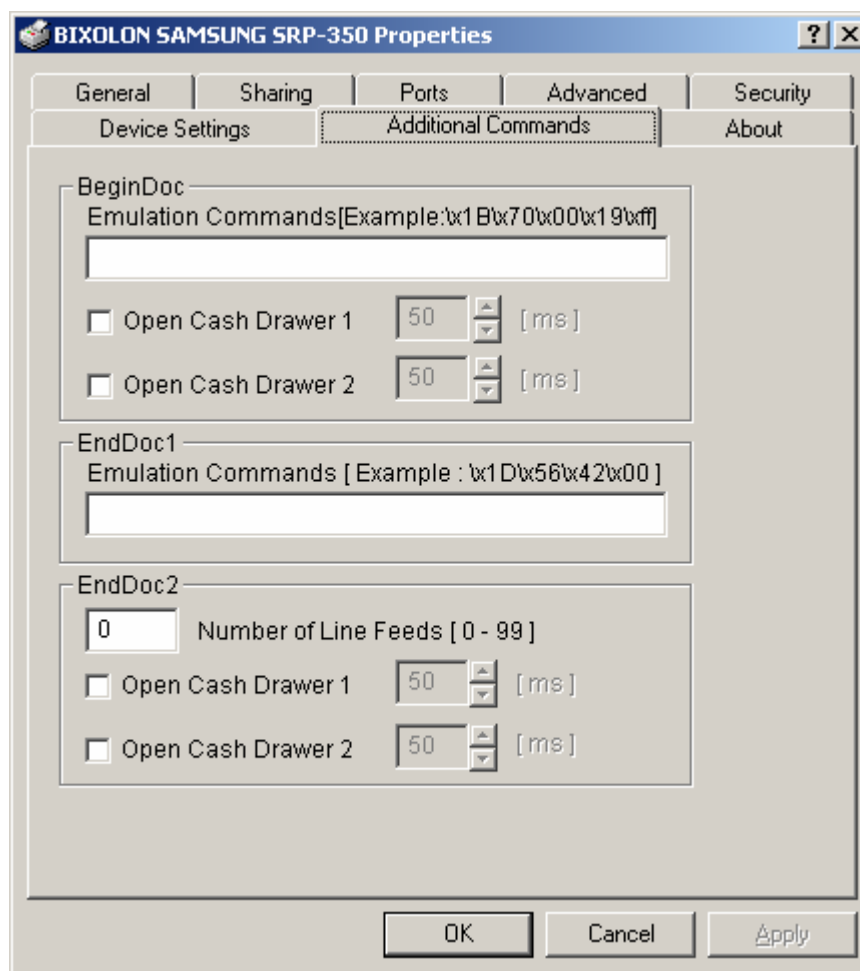 BIXOLON SAMSUNG SRP-350 Properties
General Sharing Ports Advanced Security
Device Settings Additional Commands About
BeginDoc
Emulation Commands[Example:\x1B\x70\x00\x19\xff]
Open Cash Drawer 1 50 [ms]
Open Cash Drawer 2 50 [ms]
EndDoc1
Emulation Commands [ Example : \x1D\x56\x42\x00 ]
EndDoc2
0 Number of Line Feeds [ 0 - 99 ]
Open Cash Drawer 1 50 [ms]
Open Cash Drawer 2 50 [ms]
OK Cancel Apply